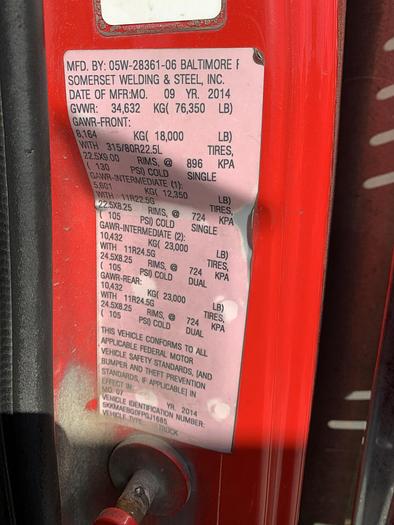 MFD. BY: 05W-28361-06 BALTIMORE F
SOMERSET WELDING & STEEL, INC.
DATE OF MFR:MO. 09 YR. 2014
GVWR: 34,632 KG(76,350 LB)
GAWR-FRONT:
8,164 KG( 18,000 LB)
WITH 315/80R22.5L TIRES,
22.5X9.00 RIMS, @ 896 KPA
( 130 PSI) COLD SINGLE
GAWR-INTERMEDIATE (1):
5,601 KG( 12,350 LB)
WITH 11R22.5G TIRES,
22.5X8.25 RIMS, @ 724 KPA
( 105 PSI) COLD SINGLE
GAWR-INTERMEDIATE (2):
10,432 KG( 23,000 LB)
WITH 11R24.5G TIRES,
24.5X8.25 RIMS, @ 724 KPA
( 105 PSI) COLD DUAL
GAWR-REAR:
10,432 KG( 23,000 LB)
WITH 11R24.5G TIRES,
24.5X8.25 RIMS, @ 724 KPA
( 105 PSI) COLD DUAL
THIS VEHICLE CONFORMS TO ALL
APPLICABLE FEDERAL MOTOR
VEHICLE SAFETY STANDARDS, [AND
BUMPER AND THEFT PREVENTION
STANDARDS, IF APPLICABLE] IN
EFFECT IN
MO. 07 YR. 2014
VEHICLE IDENTIFICATION NUMBER:
5KKMAEBG0FPGJ1685
VEHICLE TYPE TRUCK